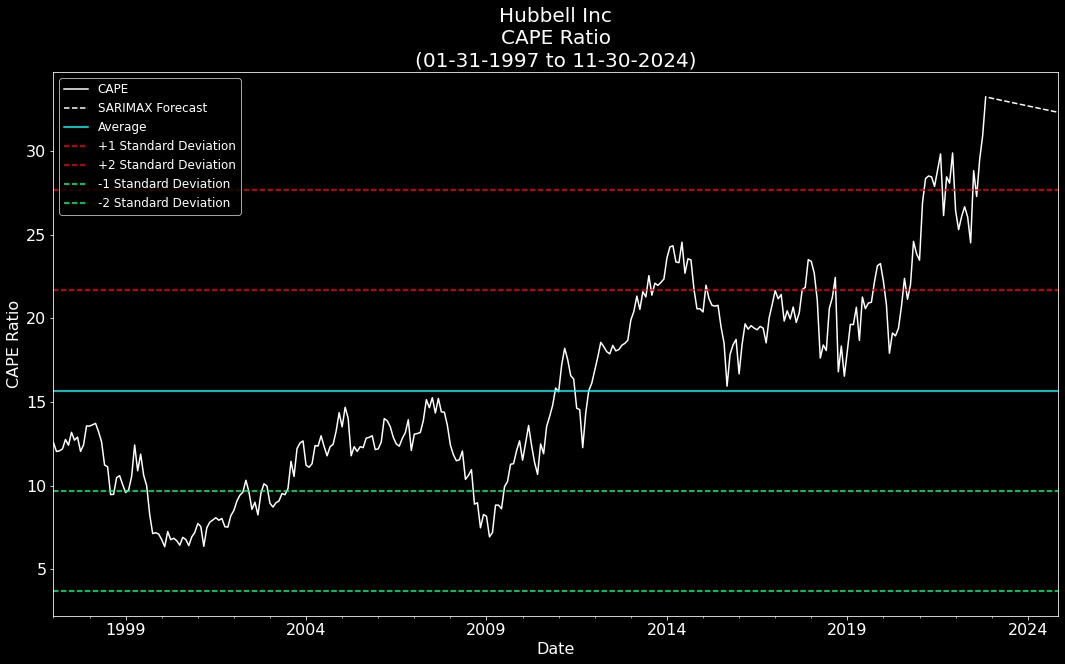 Hubbell Inc
CAPE Ratio
(01-31-1997 to 11-30-2024)
CAPE
SARIMAX Forecast
Average
+1 Standard Deviation
+2 Standard Deviation
-1 Standard Deviation
-2 Standard Deviation
CAPE Ratio
30
25
20
15
10
5
1999 2004 2009 2014 2019 2024
Date